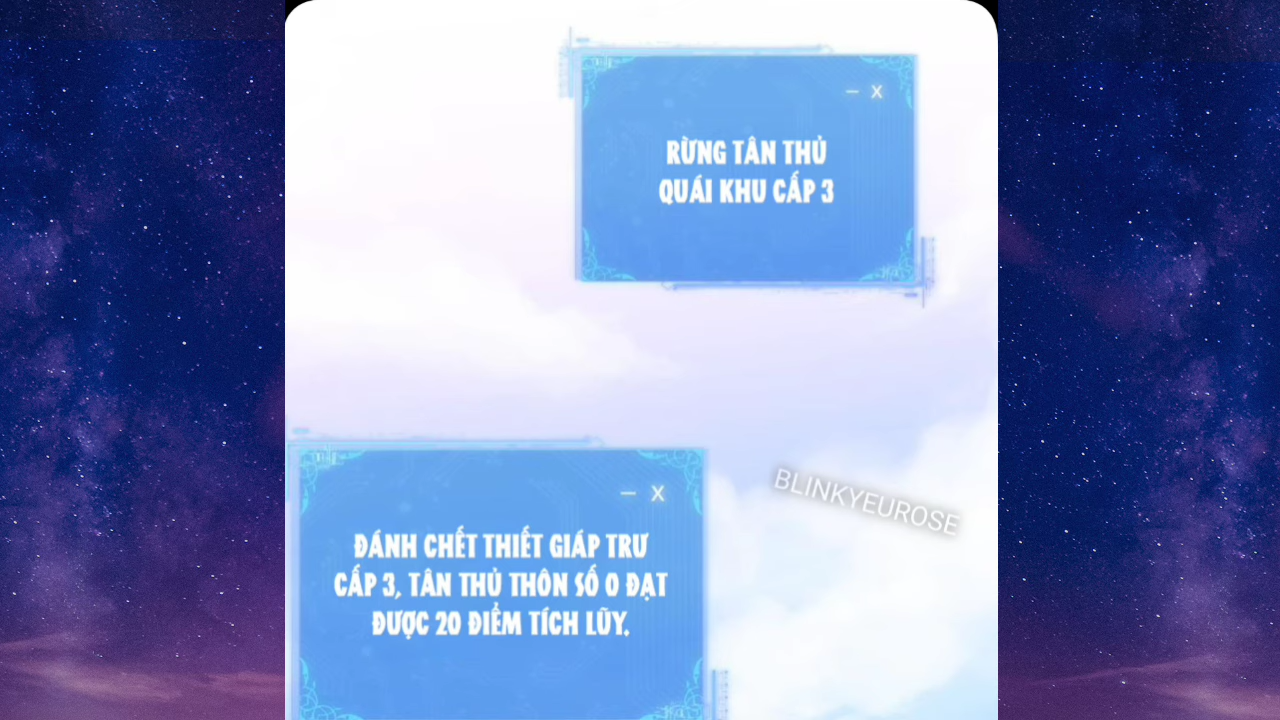 – X
RỪNG TÂN THỦ
QUÁI KHU CẤP 3
– X
BLINKYEUROSE
ĐÁNH CHẾT THIẾT GIÁP TRƯ
CẤP 3, TÂN THỦ THÔN SỐ 0 ĐẠT
ĐƯỢC 20 ĐIỂM TÍCH LŨY.